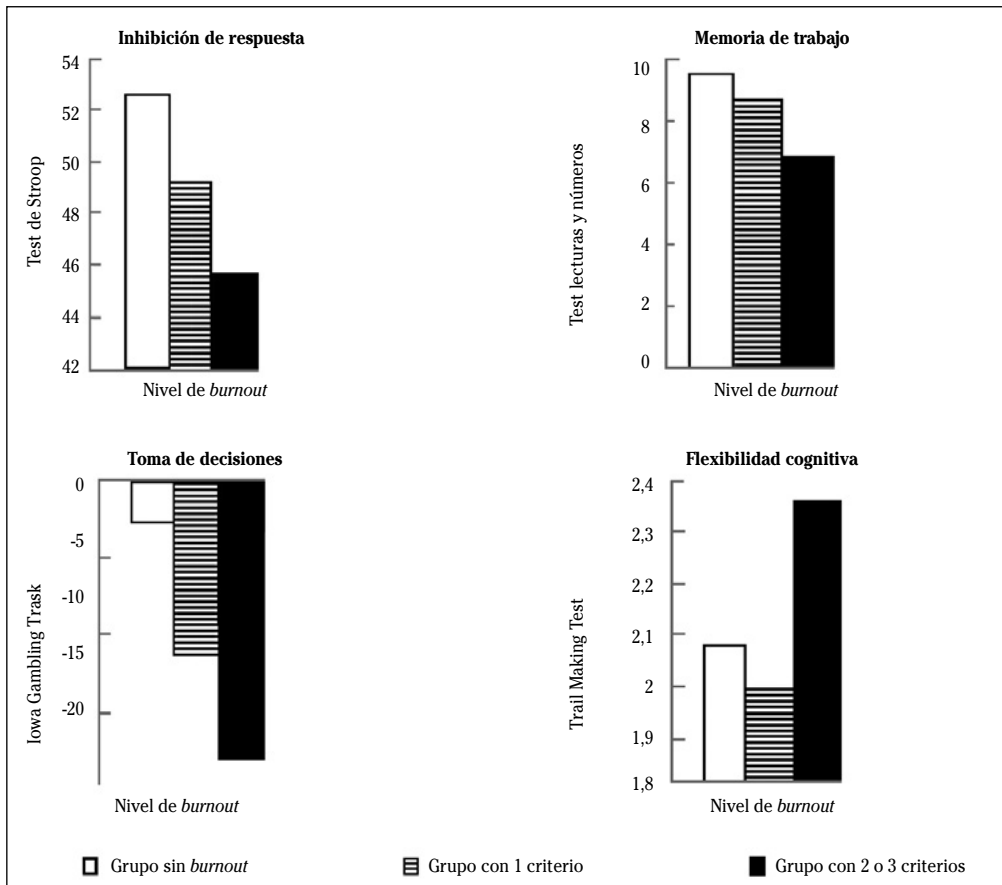 Inhibición de respuesta
54
52
50
48
46
44
42
Test de Stroop
Nivel de burnout
Memoria de trabajo
10
8
6
4
2
0
Test lecturas y números
Nivel de burnout
Toma de decisiones
0
-5
-10
-15
-20
Iowa Gambling Trask
Nivel de burnout
Flexibilidad cognitiva
2,4
2,3
2,2
2,1
2
1,9
1,8
Trail Making Test
Nivel de burnout
Grupo sin burnout
Grupo con 1 criterio
Grupo con 2 o 3 criterios